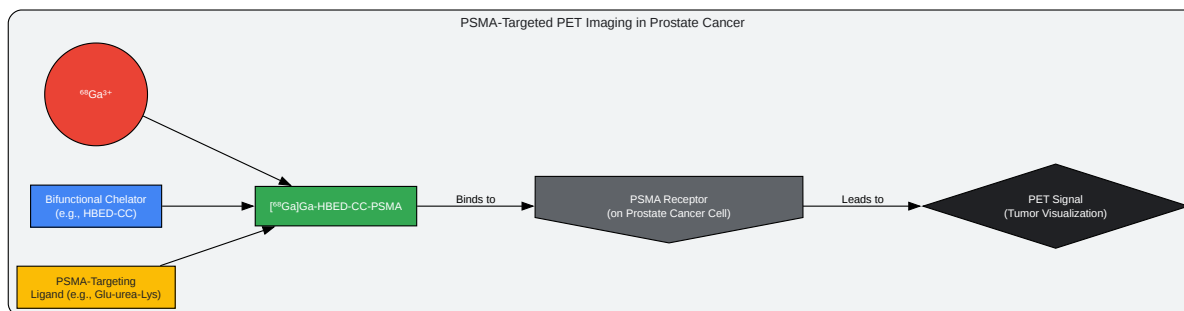 PSMA-Targeted PET Imaging in Prostate Cancer
⁶⁸Ga³⁺
Bifunctional Chelator
(e.g., HBED-CC)
PSMA-Targeting
Ligand (e.g., Glu-urea-Lys)
[⁶⁸Ga]Ga-HBED-CC-PSMA
Binds to
PSMA Receptor
(on Prostate Cancer Cell)
Leads to
PET Signal
(Tumor Visualization)